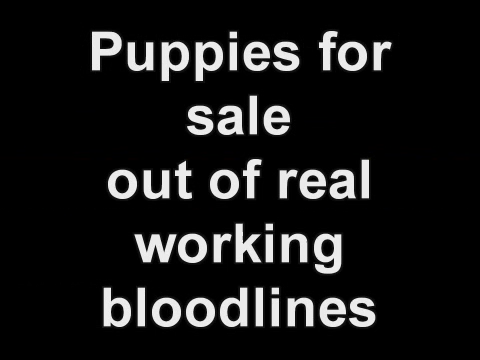 Puppies for
sale
out of real
working
bloodlines